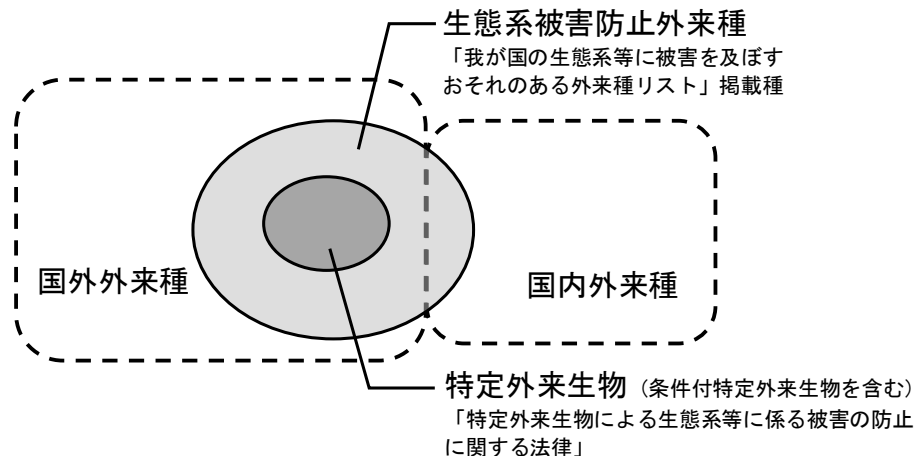 生態系被害防止外来種
「我が国の生態系等に被害を及ぼす
おそれのある外来種リスト」掲載種
国外外来種
国内外来種
特定外来生物（条件付特定外来生物を含む）
「特定外来生物による生態系等に係る被害の防止
に関する法律」